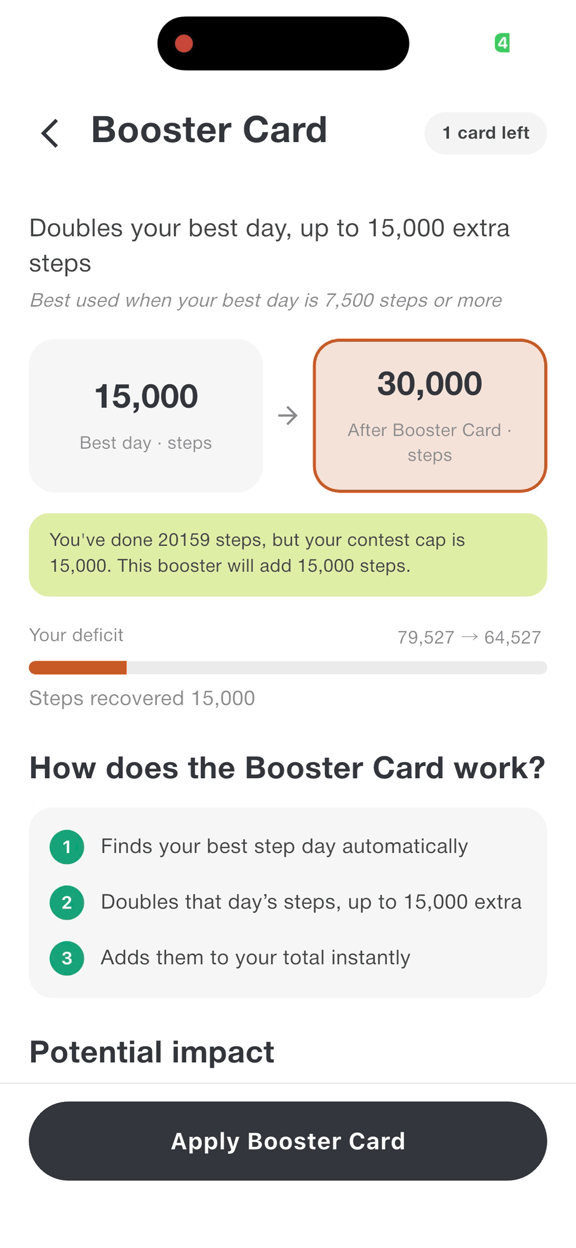 4
Booster Card
1 card left
Doubles your best day, up to 15,000 extra
steps
Best used when your best day is 7,500 steps or more
15,000
Best day · steps
→
30,000
After Booster Card ·
steps
You've done 20159 steps, but your contest cap is
15,000. This booster will add 15,000 steps.
Your deficit
79,527 → 64,527
Steps recovered 15,000
How does the Booster Card work?
1 Finds your best step day automatically
2 Doubles that day’s steps, up to 15,000 extra
3 Adds them to your total instantly
Potential impact
Apply Booster Card